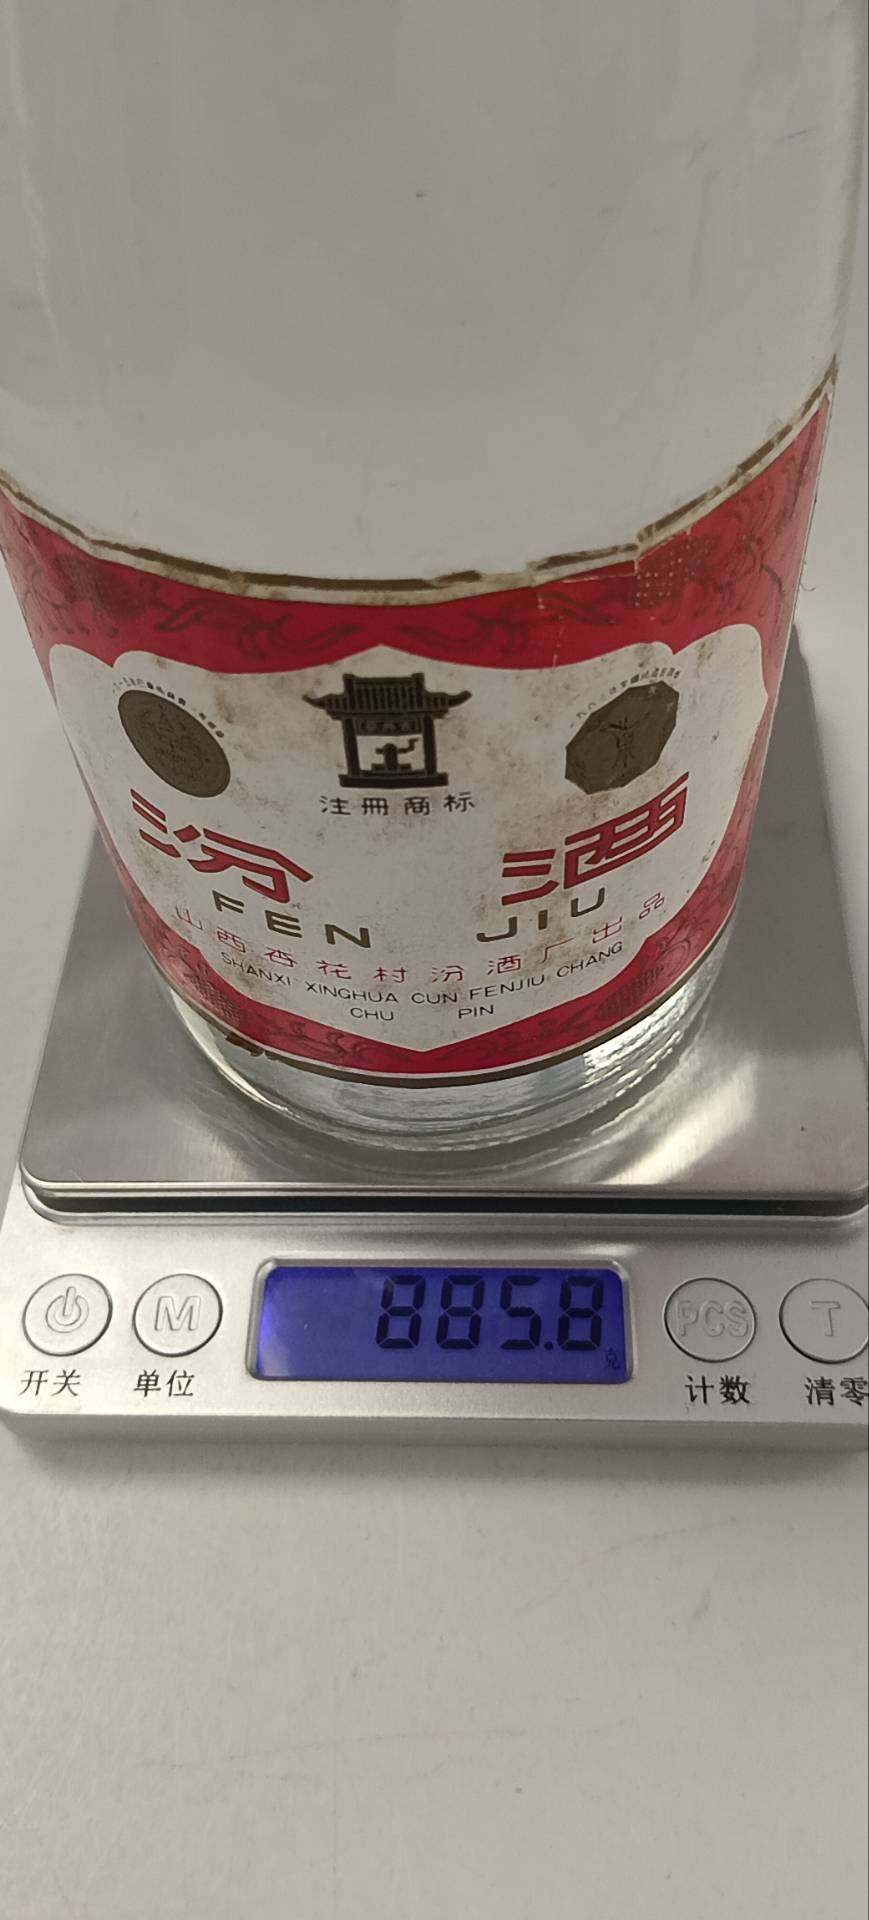 注册商标
汾酒
FEN JIU
山西杏花村汾酒厂出品
SHANXI XINGHUA CUN FENJIU CHANG
CHU PIN
885.8
克
M
PCS
T
开关
单位
计数
清零